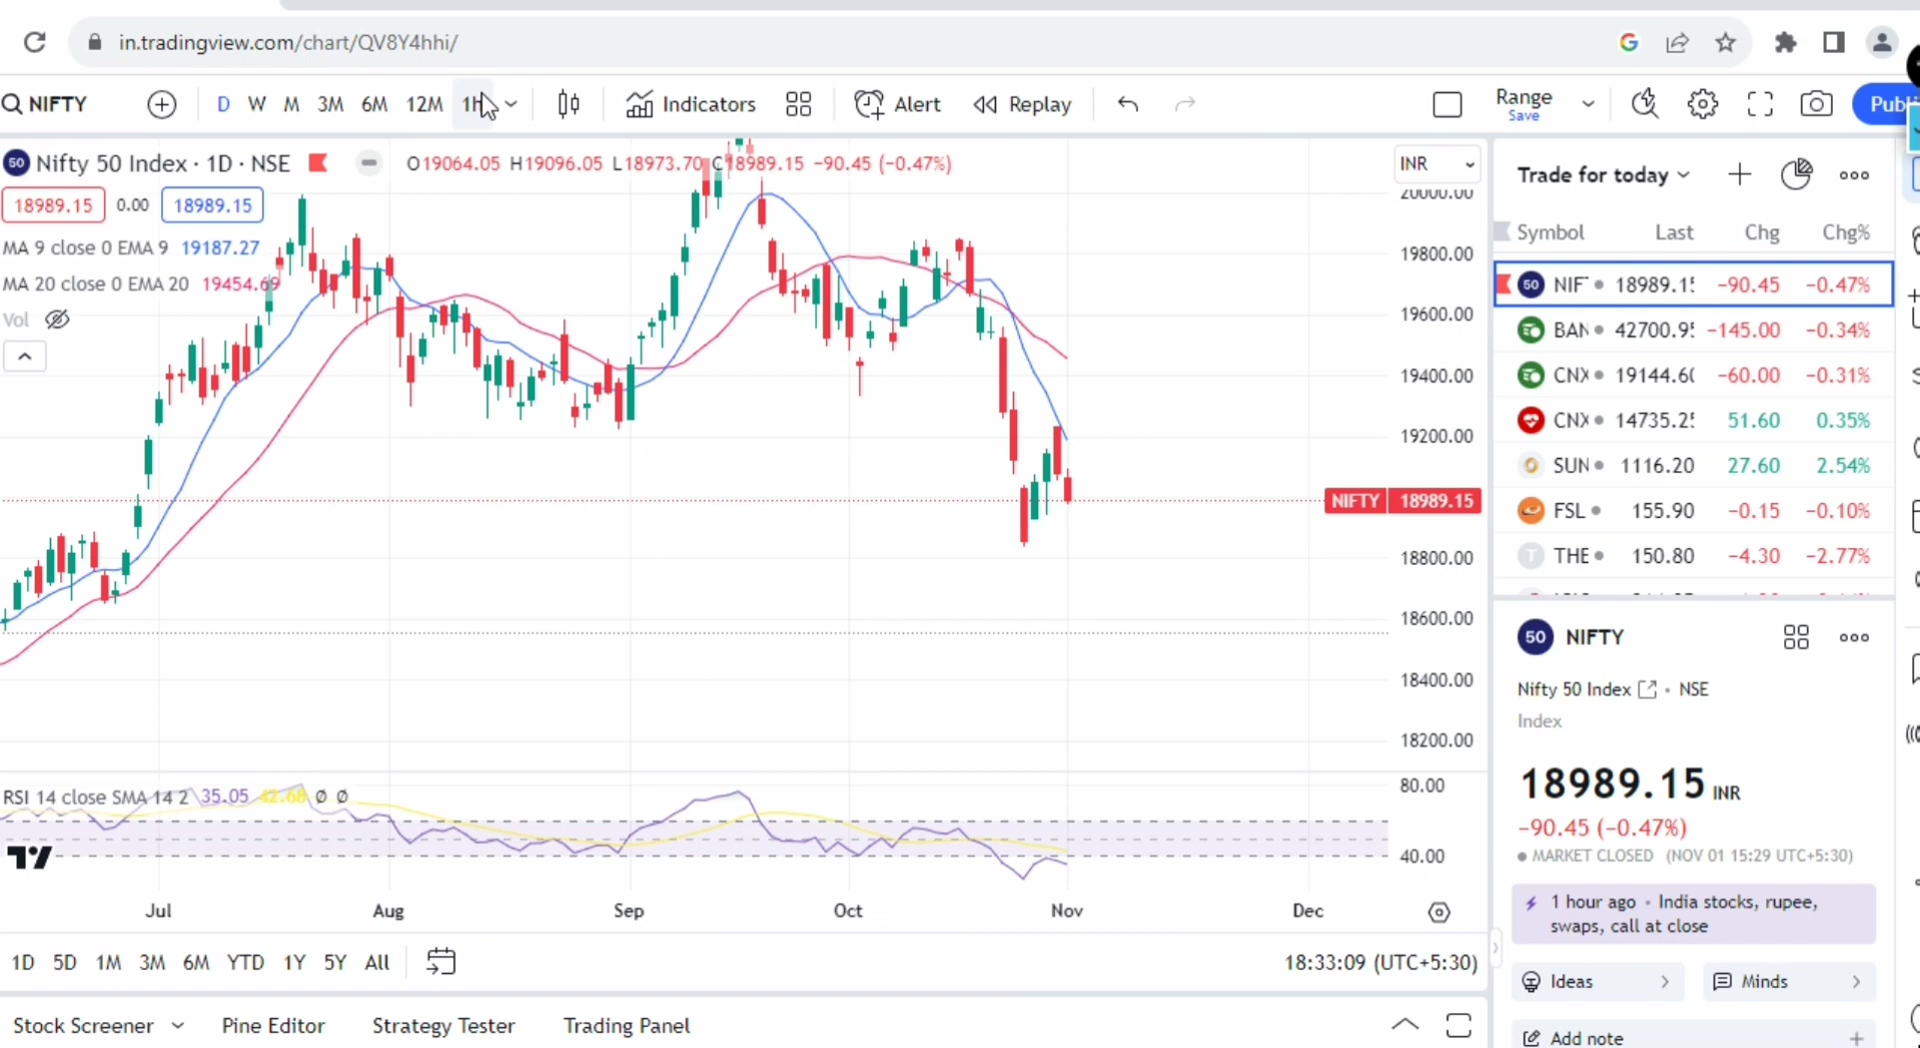 in.tradingview.com/chart/QV8Y4hhi/
NIFTY D W M 3M 6M 12M 1h Indicators Alert Replay Range Save
Nifty 50 Index · 1D · NSE O19064.05 H19096.05 L18973.70 C18989.15 −90.45 (−0.47%)
INR
18989.15 0.00 18989.15
MA 9 close 0 EMA 9 19187.27
MA 20 close 0 EMA 20 19454.69
Vol
20000.00
19800.00
19600.00
19400.00
19200.00
NIFTY 18989.15
18800.00
18600.00
18400.00
18200.00
RSI 14 close SMA 14 2 35.05 42.68 Ø Ø
80.00
40.00
Jul Aug Sep Oct Nov Dec
1D 5D 1M 3M 6M YTD 1Y 5Y All
18:33:09 (UTC+5:30)
Stock Screener Pine Editor Strategy Tester Trading Panel
Trade for today
Symbol Last Chg Chg%
50 NIF 18989.15 −90.45 −0.47%
BAN 42700.95 −145.00 −0.34%
CNX 19144.60 −60.00 −0.31%
CNX 14735.25 51.60 0.35%
SUN 1116.20 27.60 2.54%
FSL 155.90 −0.15 −0.10%
T THE 150.80 −4.30 −2.77%
50 NIFTY
Nifty 50 Index · NSE
Index
18989.15 INR
−90.45 (−0.47%)
MARKET CLOSED (NOV 01 15:29 UTC+5:30)
1 hour ago · India stocks, rupee,
swaps, call at close
Ideas Minds
Add note